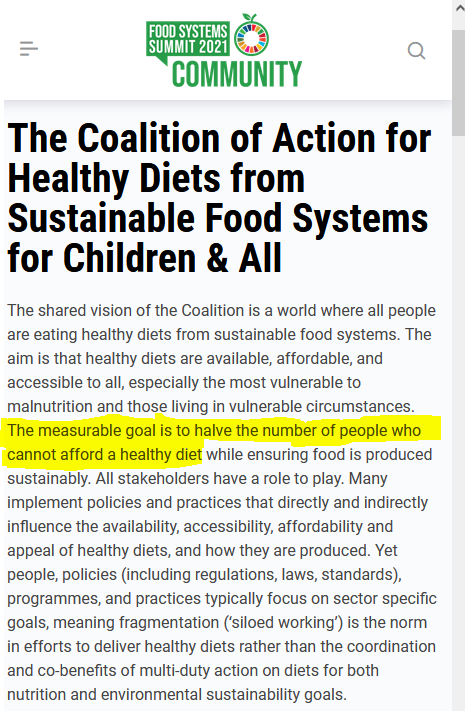 FOOD SYSTEMS
SUMMIT 2021
COMMUNITY
The Coalition of Action for
Healthy Diets from
Sustainable Food Systems
for Children & All
The shared vision of the Coalition is a world where all people
are eating healthy diets from sustainable food systems. The
aim is that healthy diets are available, affordable, and
accessible to all, especially the most vulnerable to
malnutrition and those living in vulnerable circumstances.
The measurable goal is to halve the number of people who
cannot afford a healthy diet while ensuring food is produced
sustainably. All stakeholders have a role to play. Many
implement policies and practices that directly and indirectly
influence the availability, accessibility, affordability and
appeal of healthy diets, and how they are produced. Yet
people, policies (including regulations, laws, standards),
programmes, and practices typically focus on sector specific
goals, meaning fragmentation (‘siloed working’) is the norm
in efforts to deliver healthy diets rather than the coordination
and co-benefits of multi-duty action on diets for both
nutrition and environmental sustainability goals.